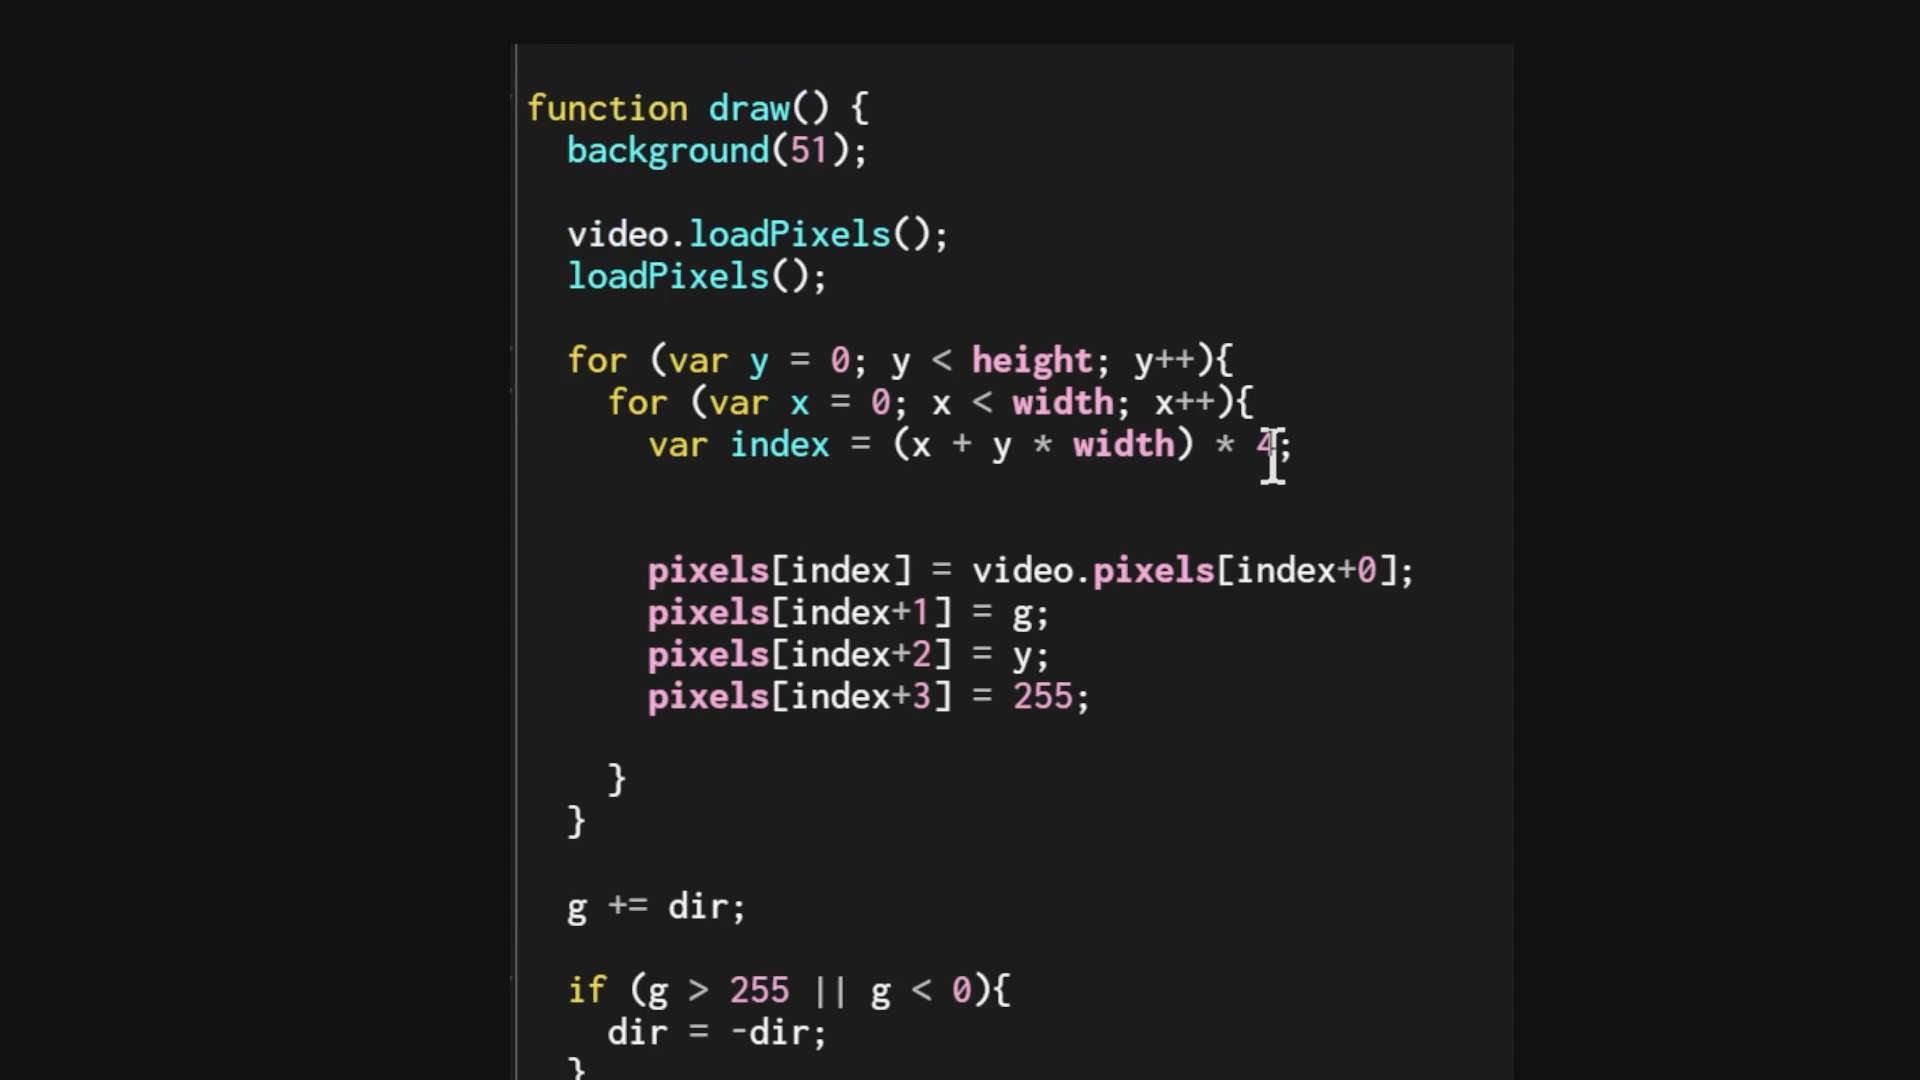 function draw() {
background(51);
video.loadPixels();
loadPixels();
for (var y = 0; y < height; y++){
for (var x = 0; x < width; x++){
var index = (x + y * width) * 4;
pixels[index] = video.pixels[index+0];
pixels[index+1] = g;
pixels[index+2] = y;
pixels[index+3] = 255;
}
}
g += dir;
if (g > 255 || g < 0){
dir = -dir;
}